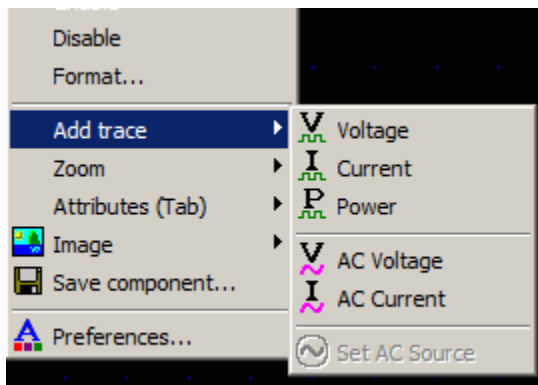 Disable
Format...
Add trace
Zoom
Attributes (Tab)
Image
Save component...
Preferences...
V Voltage
I Current
P Power
V AC Voltage
I AC Current
Set AC Source